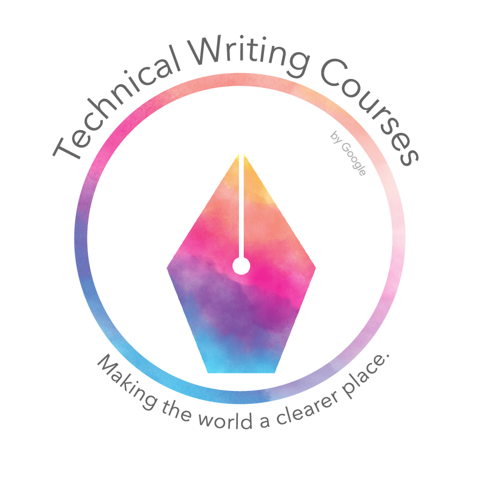 Technical Writing Courses
by Google
Making the world a clearer place.